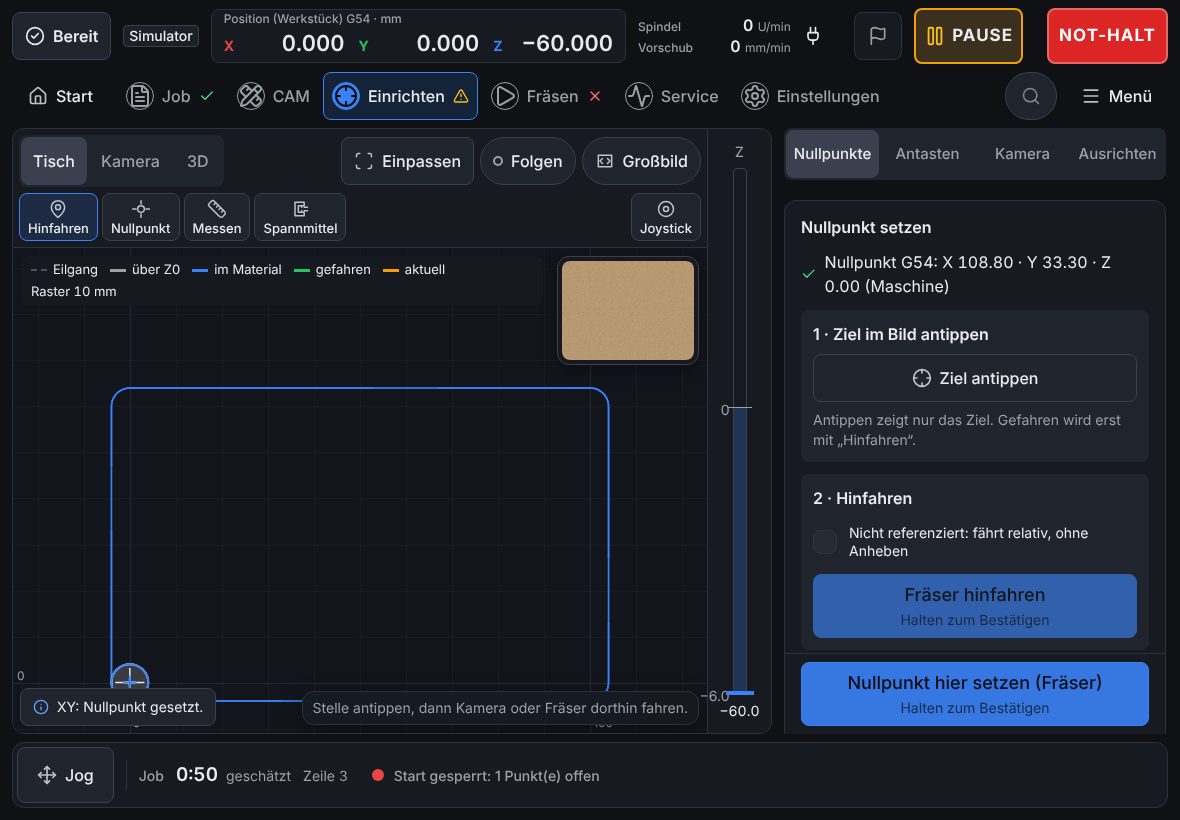 Bereit
Simulator
Position (Werkstück) G54 · mm
X 0.000 Y 0.000 Z −60.000
Spindel 0 U/min
Vorschub 0 mm/min
PAUSE
NOT-HALT
Start
Job
CAM
Einrichten
Fräsen
Service
Einstellungen
Menü
Tisch
Kamera
3D
Einpassen
Folgen
Großbild
Hinfahren
Nullpunkt
Messen
Spannmittel
Joystick
Eilgang
über Z0
im Material
gefahren
aktuell
Raster 10 mm
0
XY: Nullpunkt gesetzt.
Stelle antippen, dann Kamera oder Fräser dorthin fahren.
Z
0
−6.0
−60.0
Nullpunkte
Antasten
Kamera
Ausrichten
Nullpunkt setzen
Nullpunkt G54: X 108.80 · Y 33.30 · Z
0.00 (Maschine)
1 · Ziel im Bild antippen
Ziel antippen
Antippen zeigt nur das Ziel. Gefahren wird erst
mit „Hinfahren“.
2 · Hinfahren
Nicht referenziert: fährt relativ, ohne
Anheben
Fräser hinfahren
Halten zum Bestätigen
Nullpunkt hier setzen (Fräser)
Halten zum Bestätigen
Jog
Job 0:50 geschätzt Zeile 3
Start gesperrt: 1 Punkt(e) offen